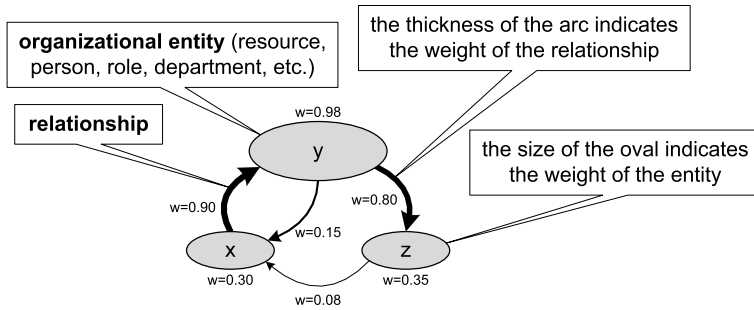 organizational entity (resource,
person, role, department, etc.)
the thickness of the arc indicates
the weight of the relationship
relationship
w=0.98
y
the size of the oval indicates
the weight of the entity
w=0.90
w=0.80
w=0.15
x
z
w=0.30
w=0.35
w=0.08